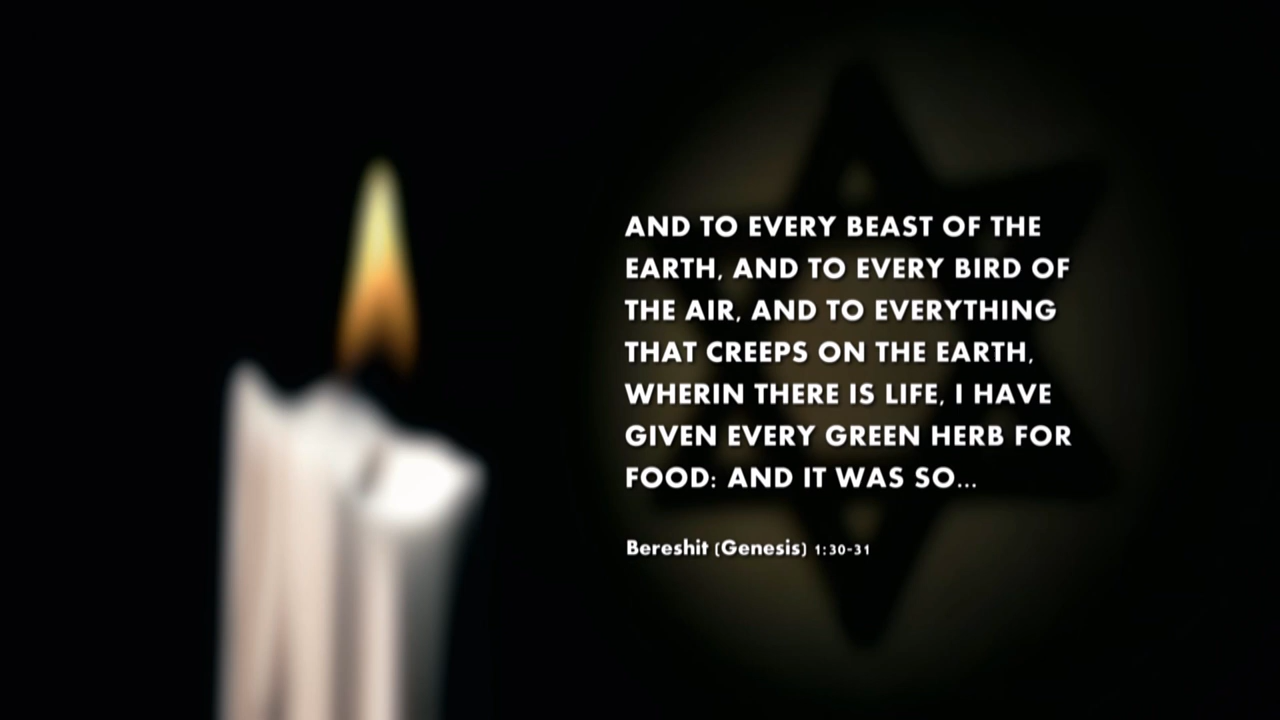 AND TO EVERY BEAST OF THE
EARTH, AND TO EVERY BIRD OF
THE AIR, AND TO EVERYTHING
THAT CREEPS ON THE EARTH,
WHERIN THERE IS LIFE, I HAVE
GIVEN EVERY GREEN HERB FOR
FOOD: AND IT WAS SO...
Bereshit (Genesis) 1:30-31